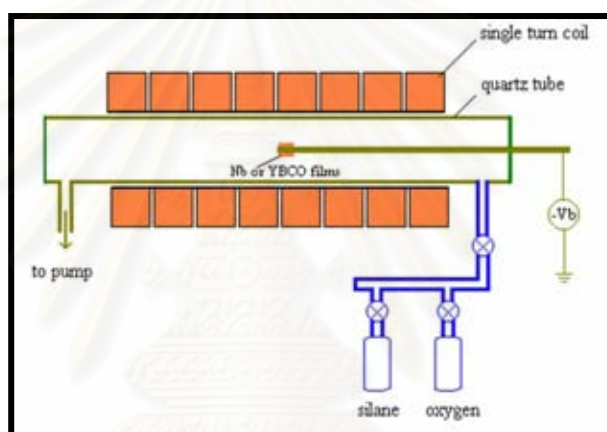 single turn coil
quartz tube
Nb or YBCO films
-Vb
to pump
silane
oxygen